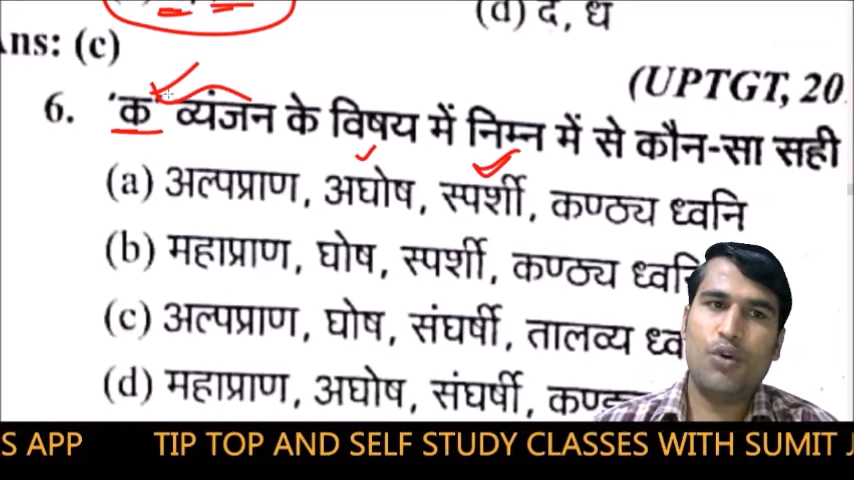 Ans: (c)
(d) द, ध
(UPTGT, 20
6. 'क' व्यंजन के विषय में निम्न में से कौन-सा सही
(a) अल्पप्राण, अघोष, स्पर्शी, कण्ठ्य ध्वनि
(b) महाप्राण, घोष, स्पर्शी, कण्ठ्य ध्वनि
(c) अल्पप्राण, घोष, संघर्षी, तालव्य
(d) महाप्राण, अघोष, संघर्षी,
S APP TIP TOP AND SELF STUDY CLASSES WITH SUMIT